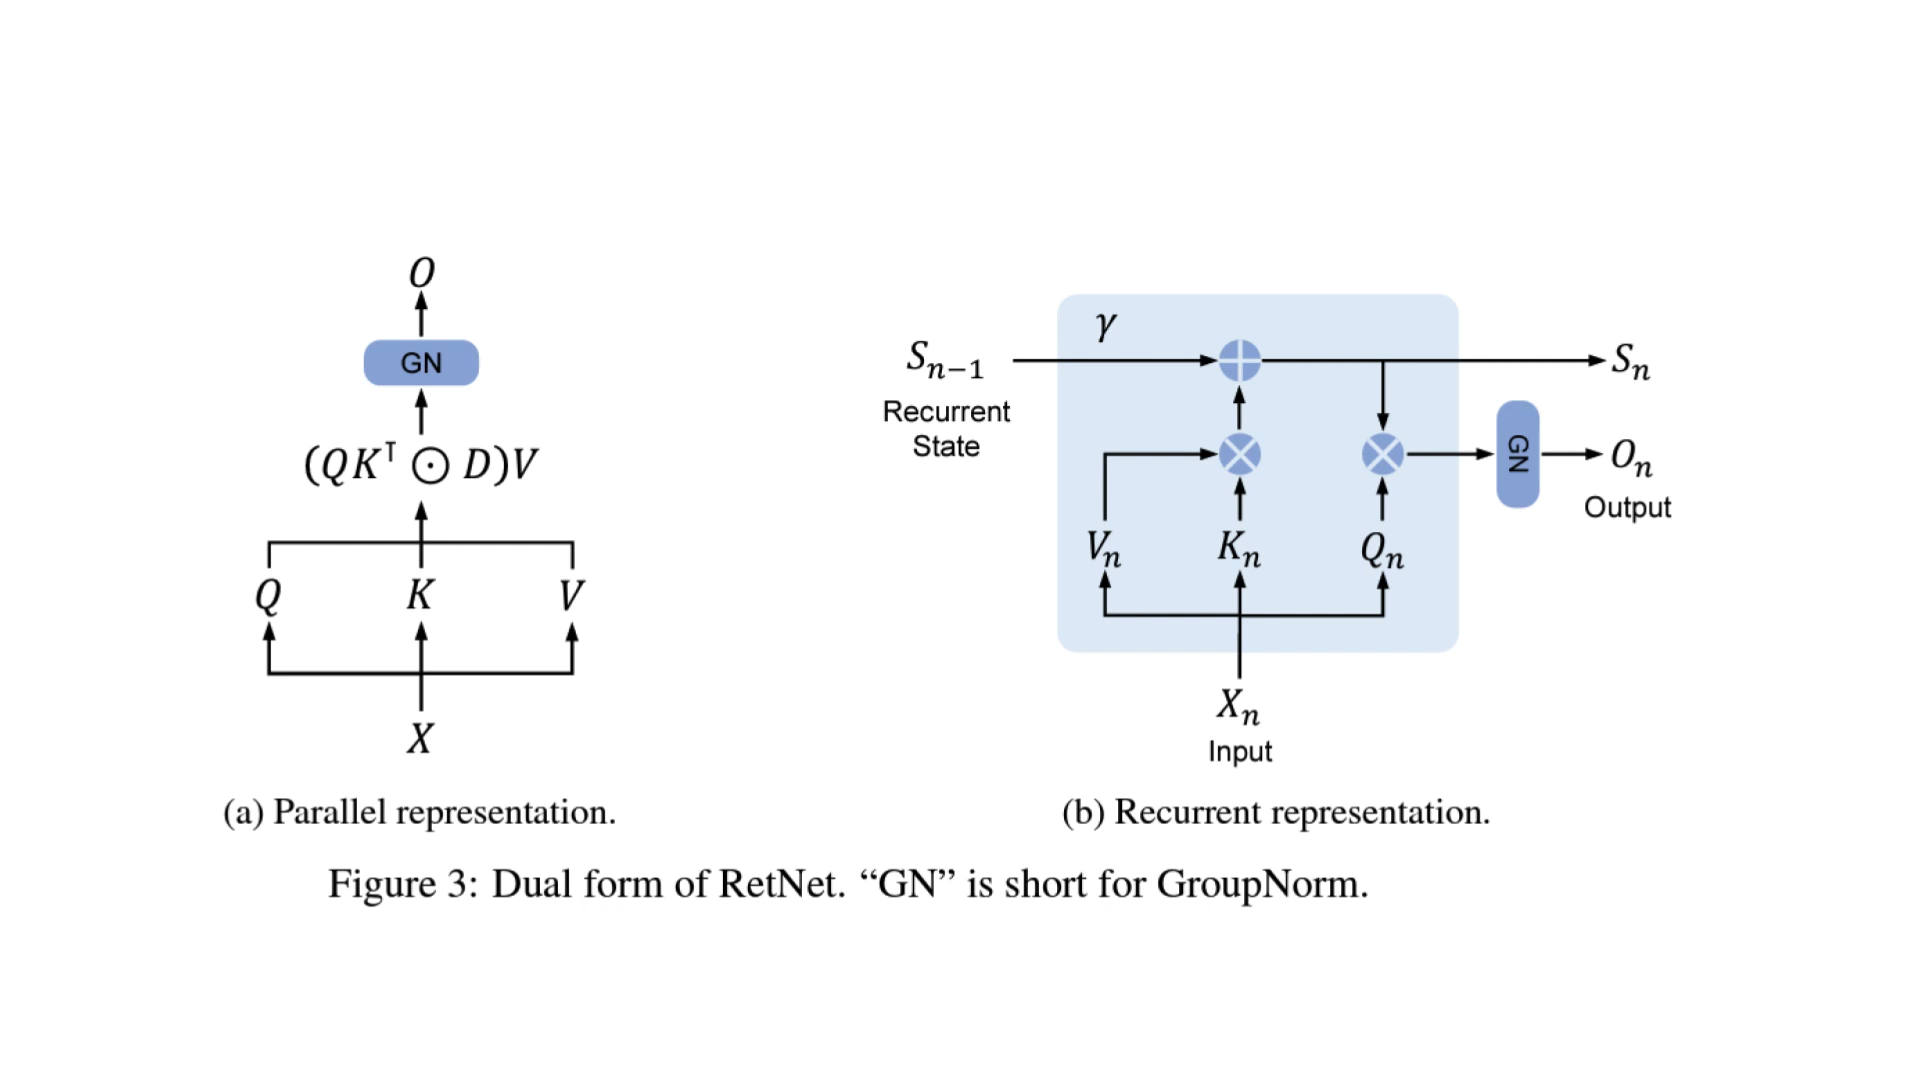 O
GN
(QKᵀ ⊙ D)V
Q K V
X
(a) Parallel representation.
γ
Sₙ₋₁
Recurrent
State
Sₙ
GN
Oₙ
Output
Vₙ Kₙ Qₙ
Xₙ
Input
(b) Recurrent representation.
Figure 3: Dual form of RetNet. “GN” is short for GroupNorm.